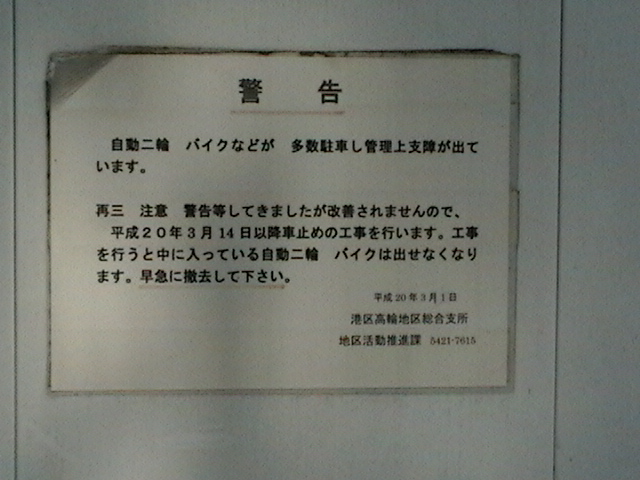 警 告
自動二輪 バイクなどが 多数駐車し管理上支障が出て
います。
再三 注意 警告等してきましたが改善されませんので、
平成20年3月14日以降車止めの工事を行います。工事
を行うと中に入っている自動二輪 バイクは出せなくなり
ます。早急に撤去して下さい。
平成20年3月1日
港区高輪地区総合支所
地区活動推進課 5421-7615